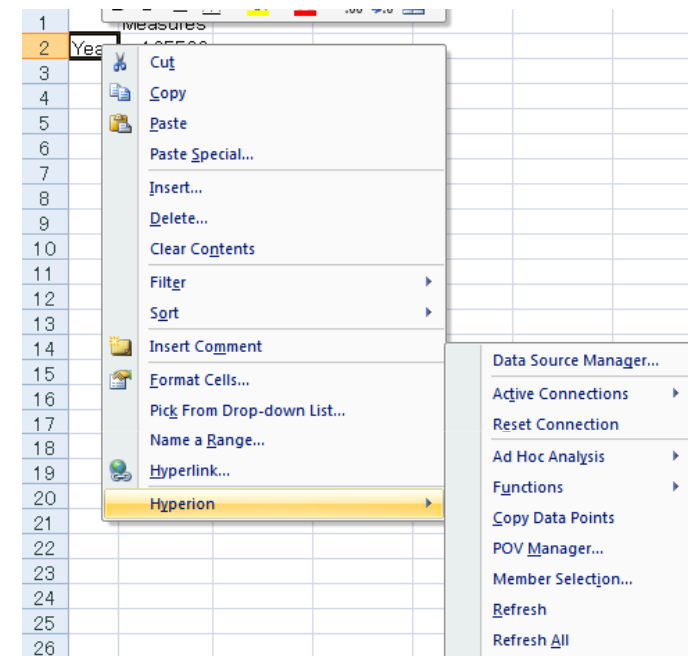 1
Measures
2 Year
3
Cut
4
Copy
5
Paste
6
Paste Special...
7
Insert...
8
Delete...
9
10
Clear Contents
11
Filter
12
Sort
13
14
Insert Comment
15
Format Cells...
16
Pick From Drop-down List...
17
Name a Range...
18
Hyperlink...
19
20
Hyperion
21
22
23
24
25
26
Data Source Manager...
Active Connections
Reset Connection
Ad Hoc Analysis
Functions
Copy Data Points
POV Manager...
Member Selection...
Refresh
Refresh All